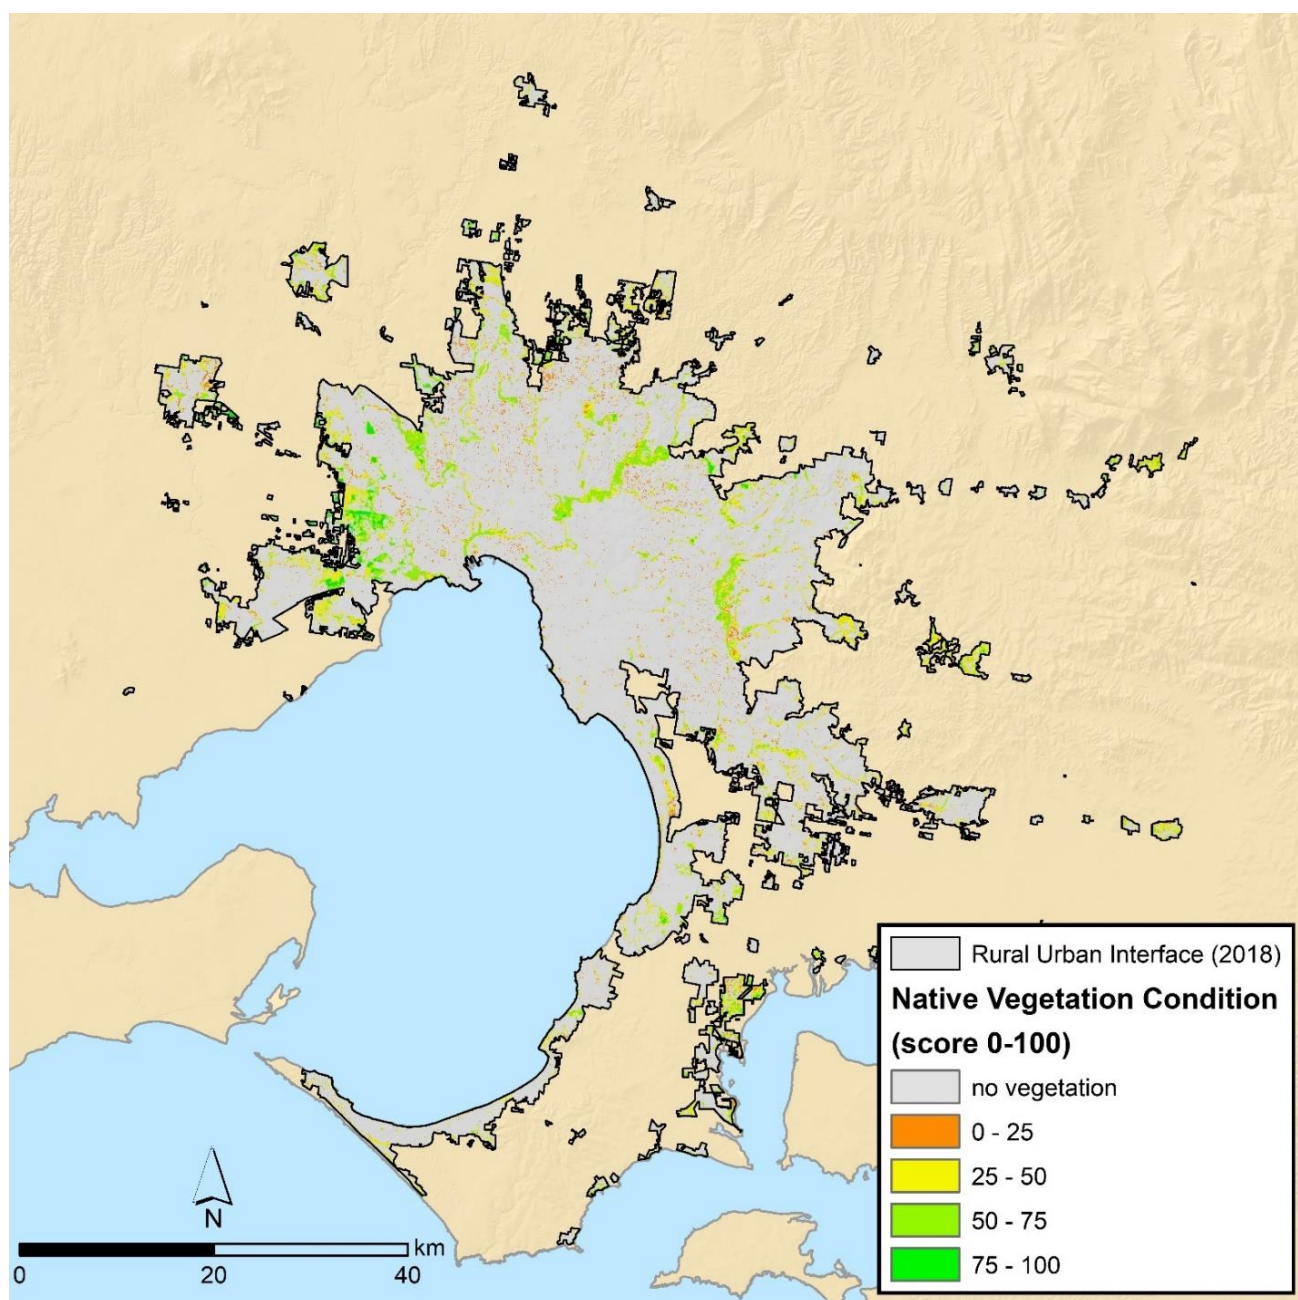 Rural Urban Interface (2018)
Native Vegetation Condition
(score 0-100)
no vegetation
0 - 25
25 - 50
50 - 75
75 - 100
N
km
0 20 40